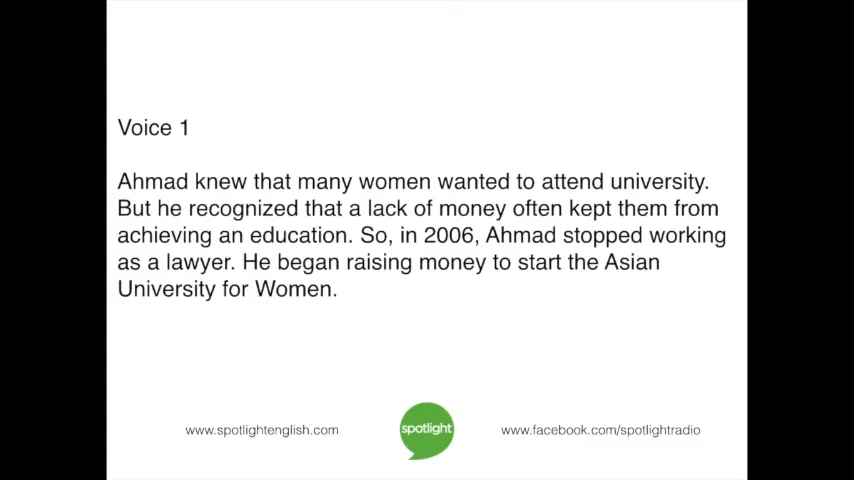 Voice 1
Ahmad knew that many women wanted to attend university.
But he recognized that a lack of money often kept them from
achieving an education. So, in 2006, Ahmad stopped working
as a lawyer. He began raising money to start the Asian
University for Women.
www.spotlightenglish.com
spotlight
www.facebook.com/spotlightradio